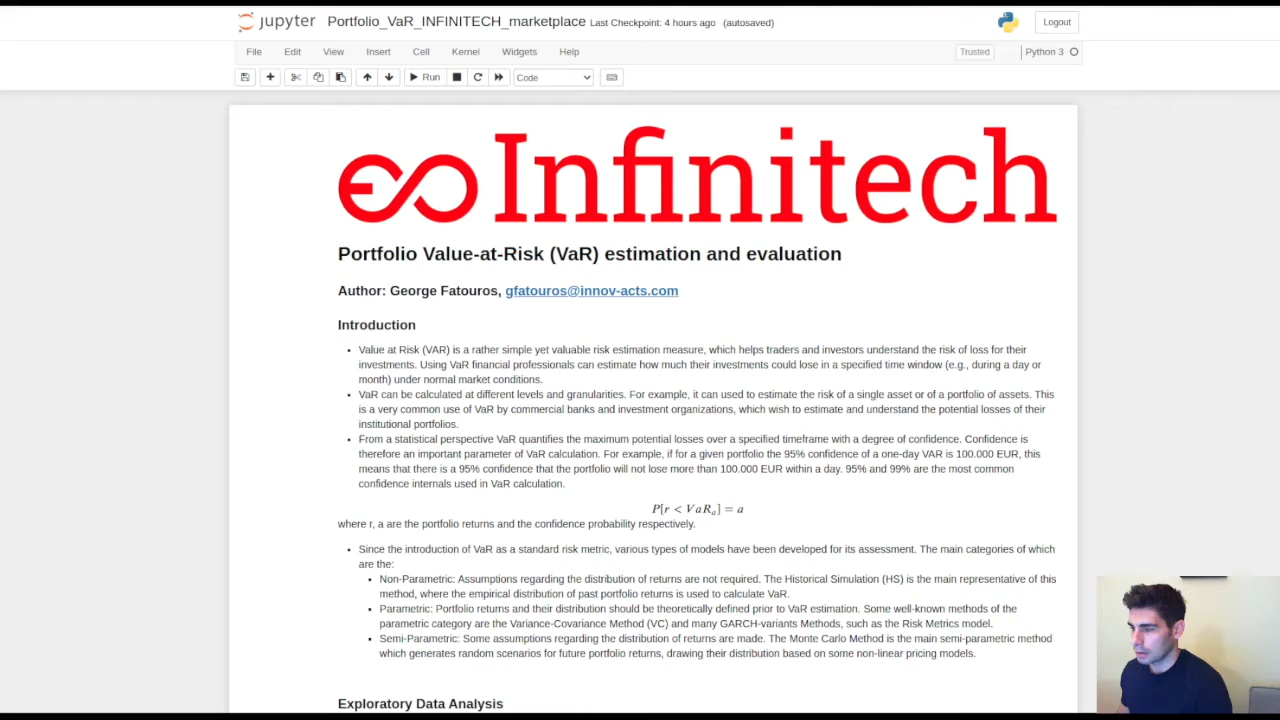 jupyter Portfolio_VaR_INFINITECH_marketplace Last Checkpoint: 4 hours ago (autosaved) Logout
File Edit View Insert Cell Kernel Widgets Help Trusted Python 3
Run Code
Infinitech
Portfolio Value-at-Risk (VaR) estimation and evaluation
Author: George Fatouros, gfatouros@innov-acts.com
Introduction
• Value at Risk (VAR) is a rather simple yet valuable risk estimation measure, which helps traders and investors understand the risk of loss for their
investments. Using VaR financial professionals can estimate how much their investments could lose in a specified time window (e.g., during a day or
month) under normal market conditions.
• VaR can be calculated at different levels and granularities. For example, it can used to estimate the risk of a single asset or of a portfolio of assets. This
is a very common use of VaR by commercial banks and investment organizations, which wish to estimate and understand the potential losses of their
institutional portfolios.
• From a statistical perspective VaR quantifies the maximum potential losses over a specified timeframe with a degree of confidence. Confidence is
therefore an important parameter of VaR calculation. For example, if for a given portfolio the 95% confidence of a one-day VAR is 100.000 EUR, this
means that there is a 95% confidence that the portfolio will not lose more than 100.000 EUR within a day. 95% and 99% are the most common
confidence internals used in VaR calculation.
P[r < VaRₐ] = a
where r, a are the portfolio returns and the confidence probability respectively.
• Since the introduction of VaR as a standard risk metric, various types of models have been developed for its assessment. The main categories of which
are the:
▪ Non-Parametric: Assumptions regarding the distribution of returns are not required. The Historical Simulation (HS) is the main representative of this
method, where the empirical distribution of past portfolio returns is used to calculate VaR.
▪ Parametric: Portfolio returns and their distribution should be theoretically defined prior to VaR estimation. Some well-known methods of the
parametric category are the Variance-Covariance Method (VC) and many GARCH-variants Methods, such as the Risk Metrics model.
▪ Semi-Parametric: Some assumptions regarding the distribution of returns are made. The Monte Carlo Method is the main semi-parametric method
which generates random scenarios for future portfolio returns, drawing their distribution based on some non-linear pricing models.
Exploratory Data Analysis